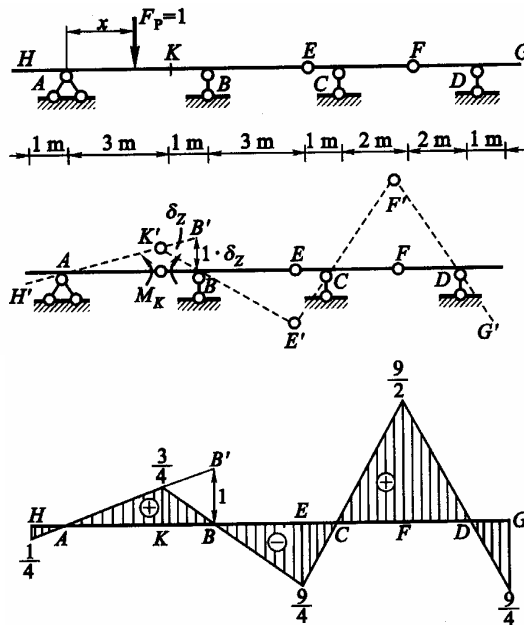 x
F_P=1
H K E F G
A B C D
1 m 3 m 1 m 3 m 1 m 2 m 2 m 1 m
F′
δ_Z
K′ B′
A 1·δ_Z E F
H′ M_K B C D
E′ G′
9/2
3/4 B′
⊕ 1 ⊕
H E G
A K B ⊖ C F D
1/4 9/4 9/4